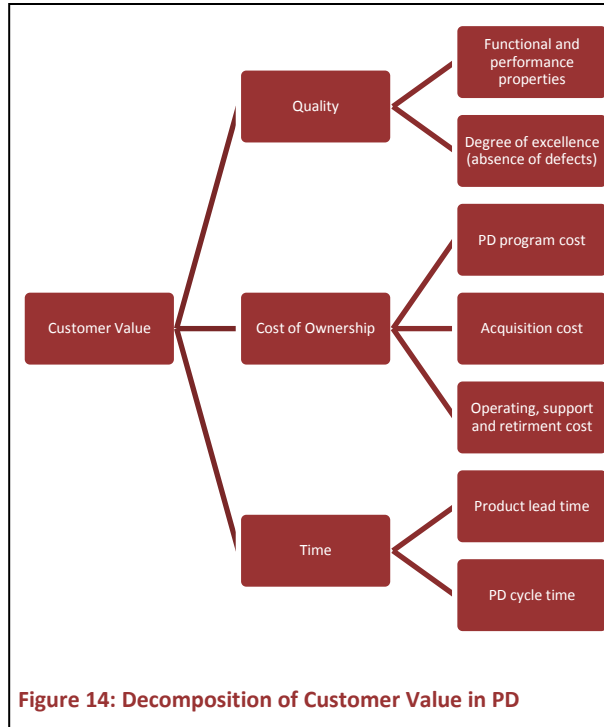 Functional and
performance
properties
Quality
Degree of excellence
(absence of defects)
PD program cost
Customer Value
Cost of Ownership
Acquisition cost
Operating, support
and retirment cost
Product lead time
Time
PD cycle time
Figure 14: Decomposition of Customer Value in PD